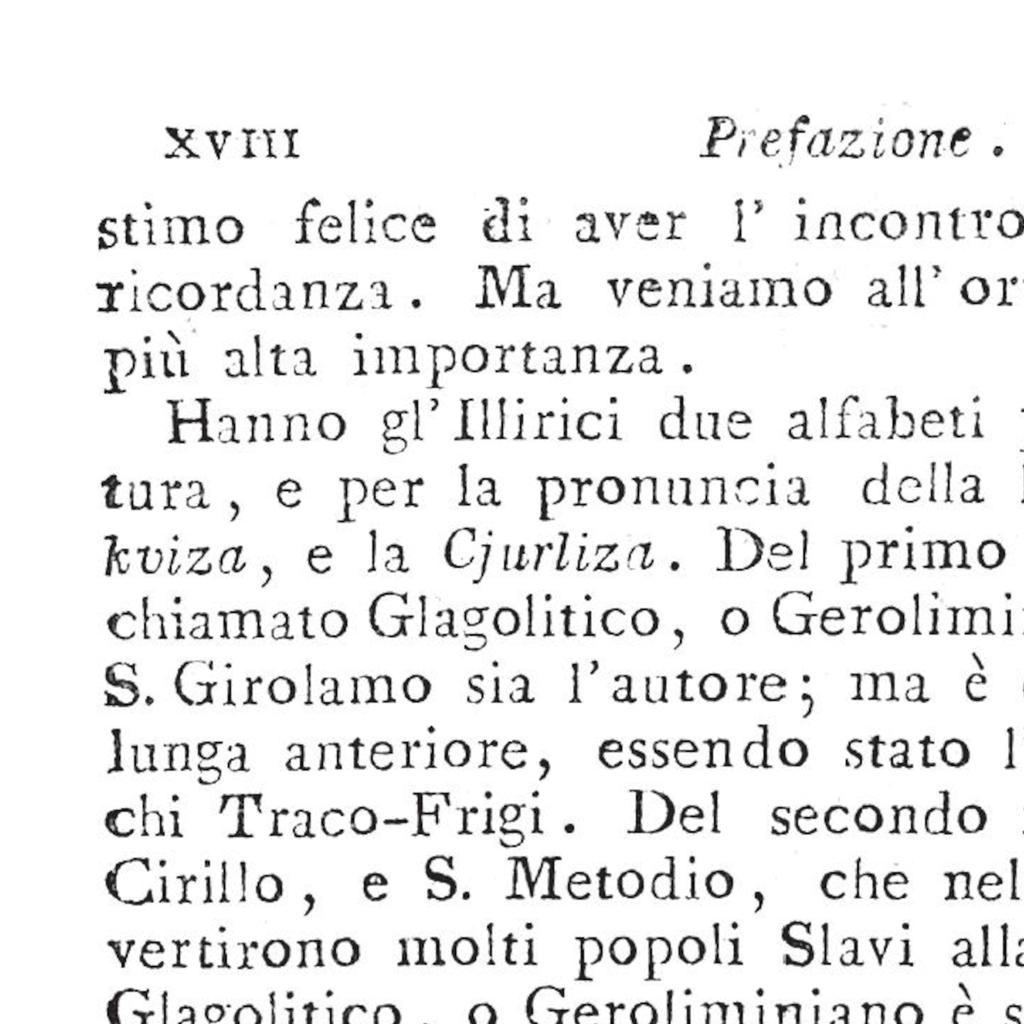 XVIII Prefazione.
stimo felice di aver l' incontro
ricordanza. Ma veniamo all'
più alta importanza.
Hanno gl'Illirici due alfabeti
tura, e per la pronuncia della
kviza, e la Cjurliza. Del primo
chiamato Glagolitico, o
S. Girolamo sia l'autore; ma è
lunga anteriore, essendo stato
chi Traco-Frigi. Del secondo
Cirillo, e S. Metodio, che nel
vertirono molti popoli Slavi alla
Glagolitico, o Geroliminiano è